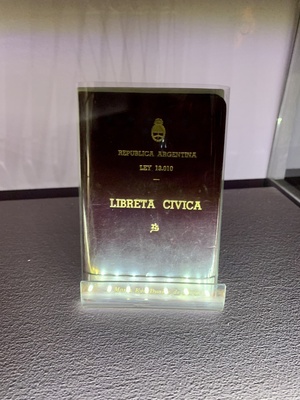 REPUBLICA ARGENTINA
LEY 13.010
LIBRETA CIVICA